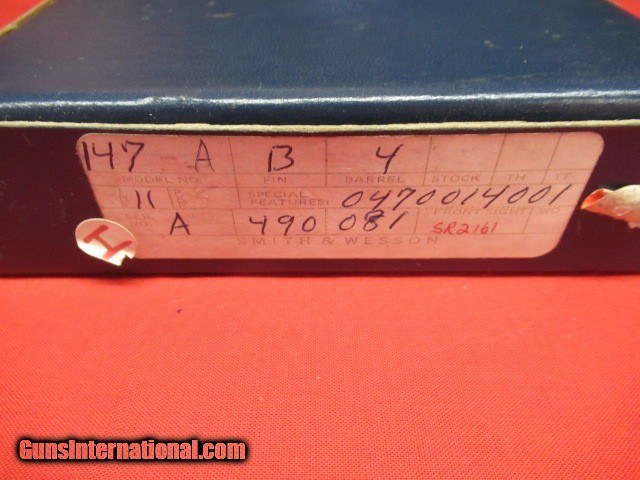 147-A B 4
MODEL NO. FIN BARREL STOCK TH TT
11 SPECIAL FEATURES: 0470014001
SER. NO. A 490 081 FRONT SIGHT WO
SR2161
SMITH & WESSON
H
GunsInternational.com